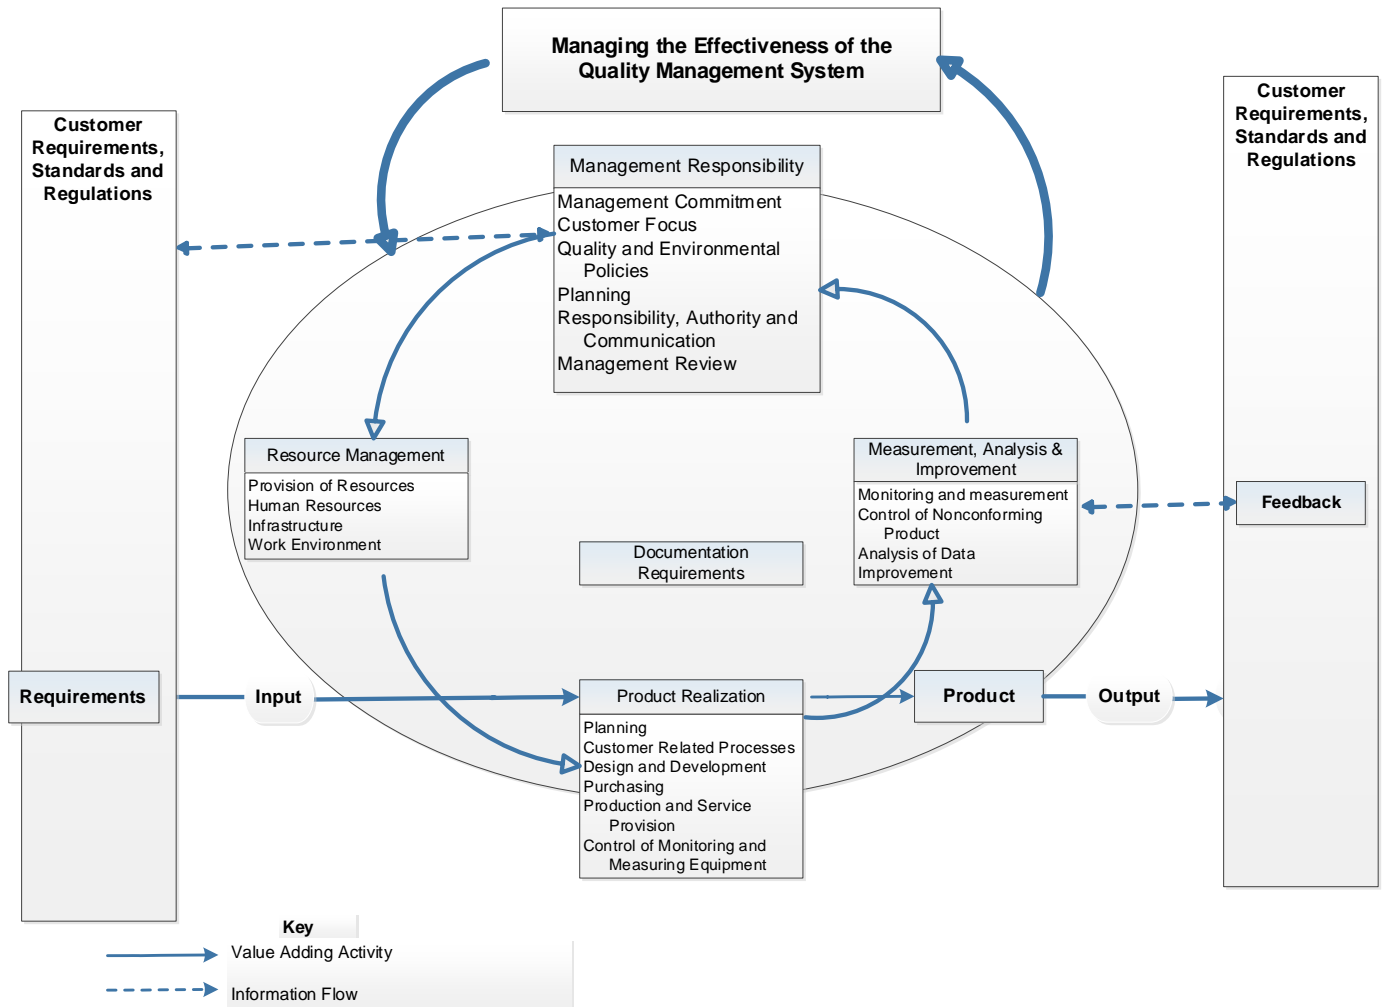 Managing the Effectiveness of the
Quality Management System
Customer
Requirements,
Standards and
Regulations
Customer
Requirements,
Standards and
Regulations
Management Responsibility
Management Commitment
Customer Focus
Quality and Environmental
Policies
Planning
Responsibility, Authority and
Communication
Management Review
Resource Management
Provision of Resources
Human Resources
Infrastructure
Work Environment
Measurement, Analysis &
Improvement
Monitoring and measurement
Control of Nonconforming
Product
Analysis of Data
Improvement
Feedback
Documentation
Requirements
Requirements
Input
Product Realization
Planning
Customer Related Processes
Design and Development
Purchasing
Production and Service
Provision
Control of Monitoring and
Measuring Equipment
Product
Output
Key
Value Adding Activity
Information Flow